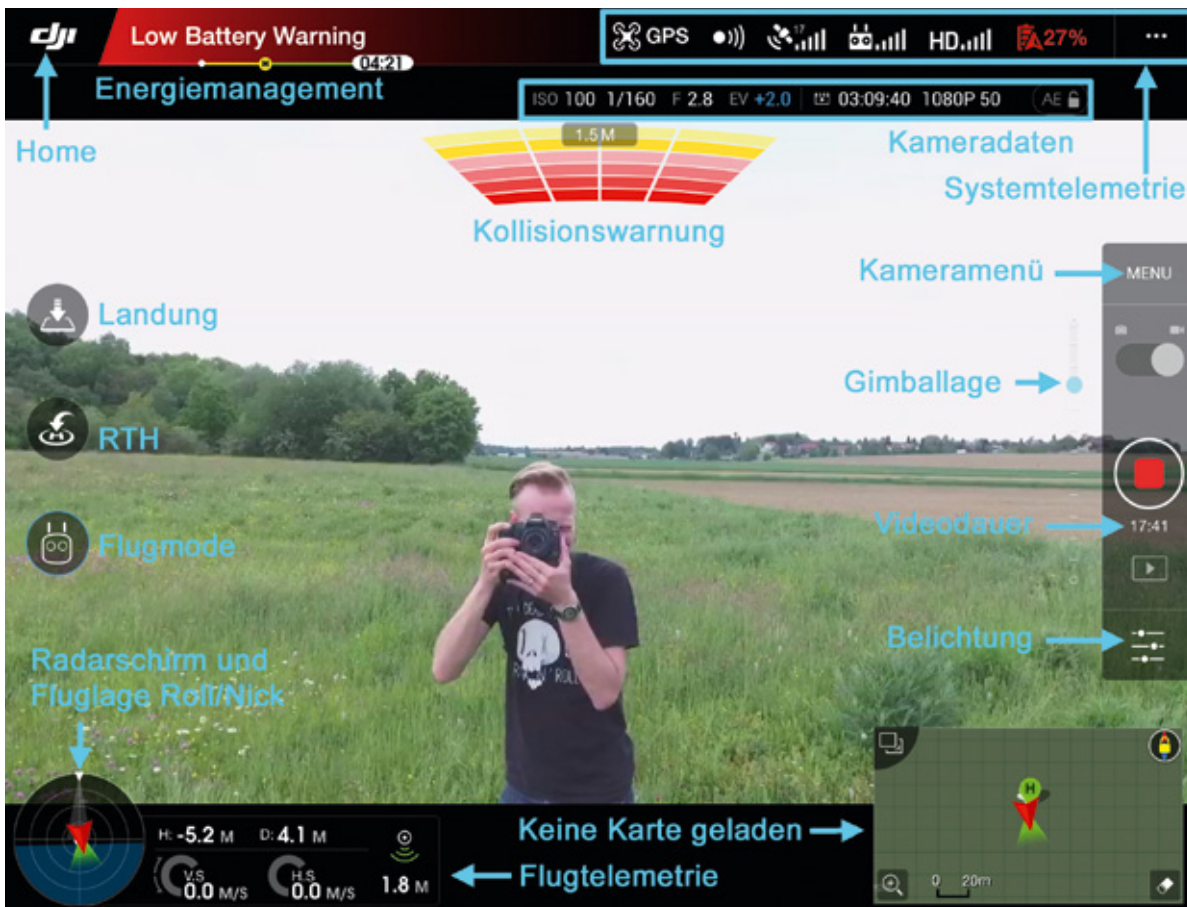 dji
Low Battery Warning
04:21
H
Energiemanagement
Home
GPS
17
HD
A 27%
ISO 100 1/160 F 2.8 EV +2.0 03:09:40 1080P 50 AE
Kameradaten
Systemtelemetrie
1.5 M
Kollisionswarnung
Kameramenü
MENU
Landung
Gimballage
H
RTH
Videodauer
17:41
Flugmode
Belichtung
Radarschirm und
Fluglage Roll/Nick
H: -5.2 M D: 4.1 M
V.S
0.0 M/S
H.S
0.0 M/S
1.8 M
Keine Karte geladen
Flugtelemetrie
H
0 20m